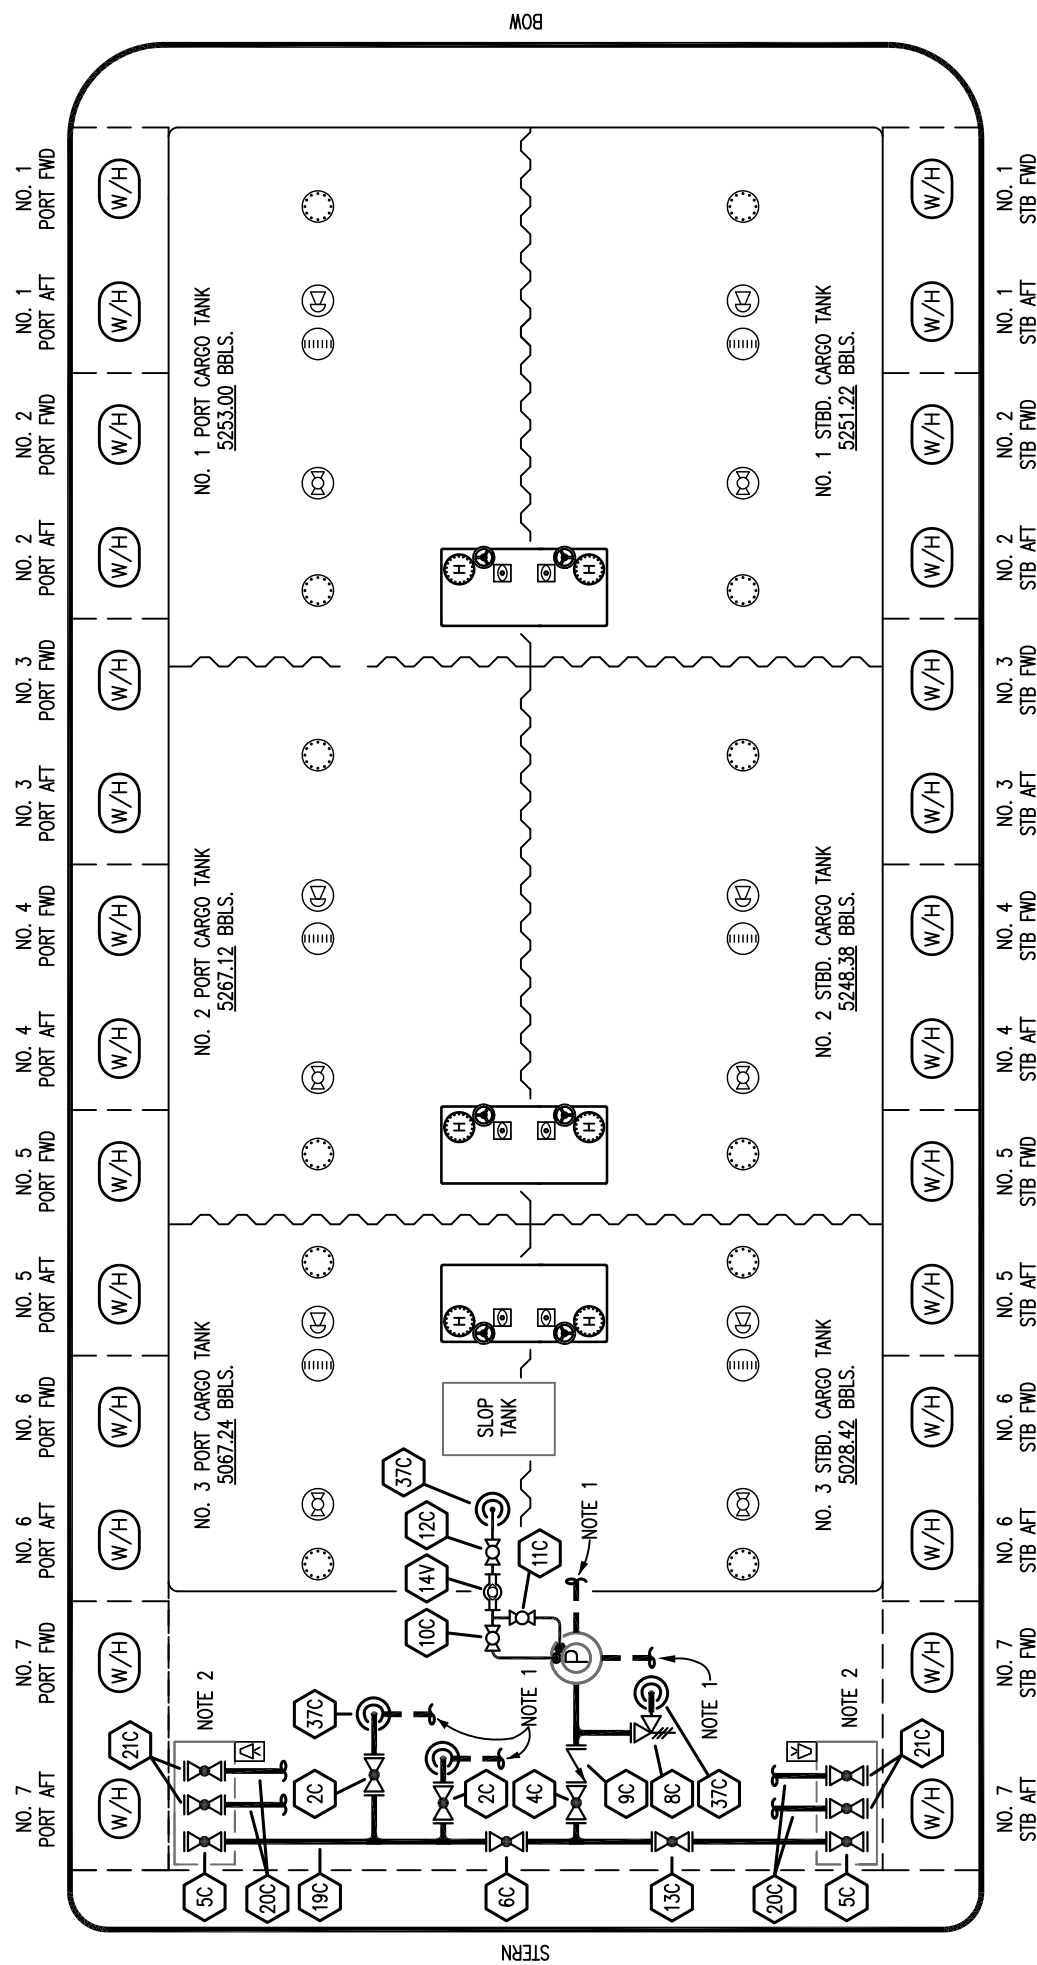 BOW
NO. 1
PORT FWD
NO. 1
PORT AFT
NO. 2
PORT FWD
NO. 2
PORT AFT
NO. 3
PORT FWD
NO. 3
PORT AFT
NO. 4
PORT FWD
NO. 4
PORT AFT
NO. 5
PORT FWD
NO. 5
PORT AFT
NO. 6
PORT FWD
NO. 6
PORT AFT
NO. 7
PORT FWD
NO. 7
PORT AFT
W/H
W/H
W/H
W/H
W/H
W/H
W/H
W/H
W/H
W/H
W/H
W/H
W/H
W/H
NO. 1 PORT CARGO TANK
5253.00 BBLS.
NO. 2 PORT CARGO TANK
5267.12 BBLS.
NO. 3 PORT CARGO TANK
5067.24 BBLS.
H
H
H
H
H
H
SLOP
TANK
37C
12C
14V
10C
11C
NOTE 1
P
NOTE 2
21C
37C
2C
NOTE 1
2C
4C
9C
8C
37C
NOTE 1
NOTE 2
21C
5C
20C
19C
6C
13C
20C
5C
NO. 1 STBD. CARGO TANK
5251.22 BBLS.
NO. 2 STBD. CARGO TANK
5248.38 BBLS.
NO. 3 STBD. CARGO TANK
5028.42 BBLS.
W/H
W/H
W/H
W/H
W/H
W/H
W/H
W/H
W/H
W/H
W/H
W/H
W/H
W/H
NO. 1
STB FWD
NO. 1
STB AFT
NO. 2
STB FWD
NO. 2
STB AFT
NO. 3
STB FWD
NO. 3
STB AFT
NO. 4
STB FWD
NO. 4
STB AFT
NO. 5
STB FWD
NO. 5
STB AFT
NO. 6
STB FWD
NO. 6
STB AFT
NO. 7
STB FWD
NO. 7
STB AFT
STERN